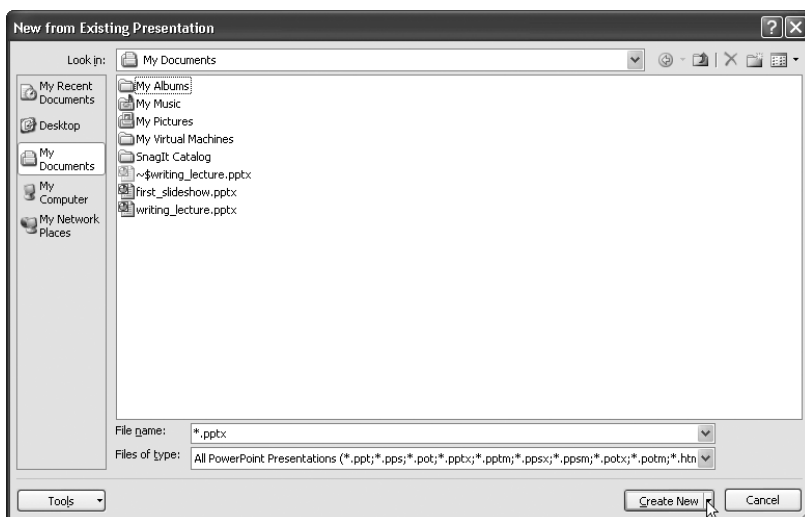 New from Existing Presentation
Look in:
My Documents
My Recent
Documents
Desktop
My
Documents
My
Computer
My Network
Places
My Albums
My Music
My Pictures
My Virtual Machines
SnagIt Catalog
~$writing_lecture.pptx
first_slideshow.pptx
writing_lecture.pptx
File name:
*.pptx
Files of type:
All PowerPoint Presentations (*.ppt;*.pps;*.pot;*.pptx;*.pptm;*.ppsx;*.ppsm;*.potx;*.potm;*.htn
Tools
Create New
Cancel